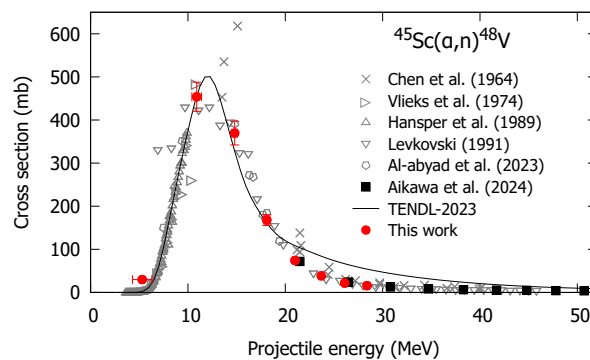 ⁴⁵Sc(a,n)⁴⁸V
Chen et al. (1964)
Vlieks et al. (1974)
Hansper et al. (1989)
Levkovski (1991)
Al-abyad et al. (2023)
Aikawa et al. (2024)
TENDL-2023
This work
Cross section (mb)
600
500
400
300
200
100
0
0 10 20 30 40 50
Projectile energy (MeV)